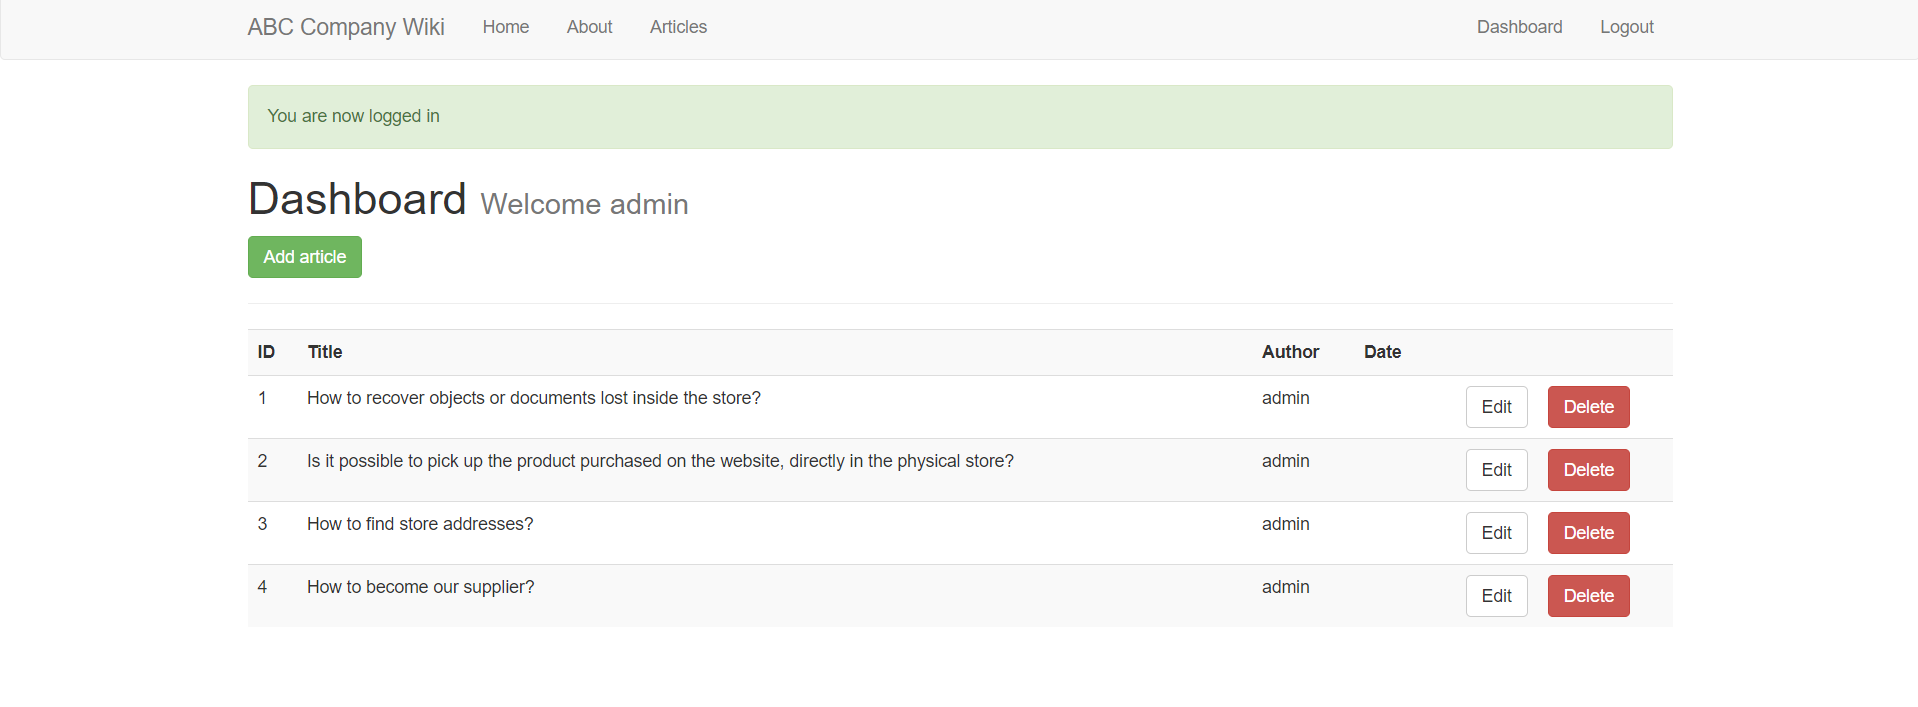 ABC Company Wiki Home About Articles Dashboard Logout
You are now logged in
Dashboard Welcome admin
Add article
ID Title Author Date
1 How to recover objects or documents lost inside the store? admin Edit Delete
2 Is it possible to pick up the product purchased on the website, directly in the physical store? admin Edit Delete
3 How to find store addresses? admin Edit Delete
4 How to become our supplier? admin Edit Delete